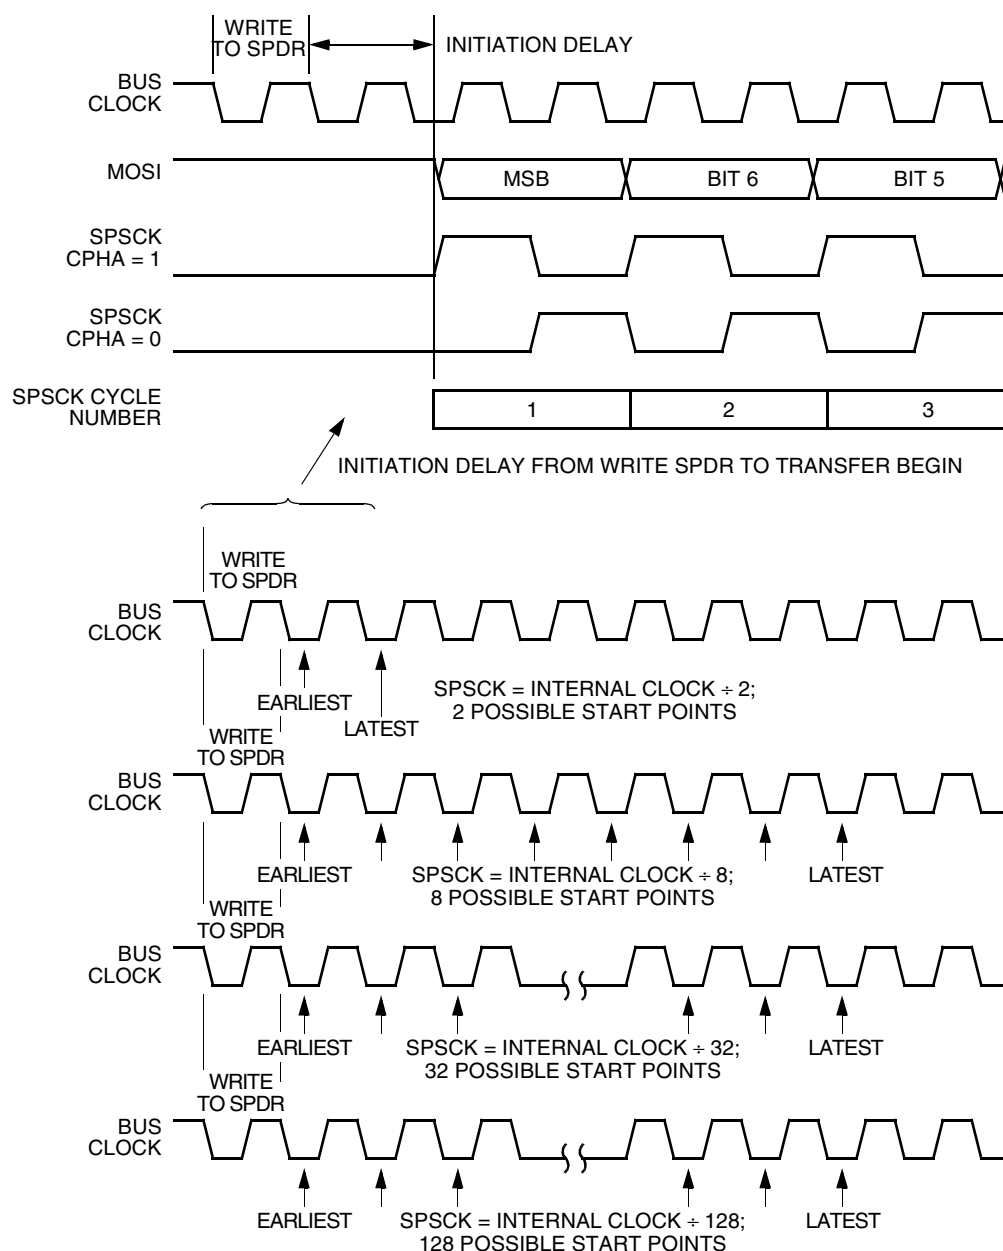 WRITE
TO SPDR
INITIATION DELAY
BUS
CLOCK
MOSI
MSB
BIT 6
BIT 5
SPSCK
CPHA = 1
SPSCK
CPHA = 0
SPSCK CYCLE
NUMBER
1
2
3
INITIATION DELAY FROM WRITE SPDR TO TRANSFER BEGIN
WRITE
TO SPDR
BUS
CLOCK
EARLIEST
LATEST
SPSCK = INTERNAL CLOCK ÷ 2;
2 POSSIBLE START POINTS
WRITE
TO SPDR
BUS
CLOCK
EARLIEST
SPSCK = INTERNAL CLOCK ÷ 8;
8 POSSIBLE START POINTS
LATEST
WRITE
TO SPDR
BUS
CLOCK
EARLIEST
SPSCK = INTERNAL CLOCK ÷ 32;
32 POSSIBLE START POINTS
LATEST
WRITE
TO SPDR
BUS
CLOCK
EARLIEST
SPSCK = INTERNAL CLOCK ÷ 128;
128 POSSIBLE START POINTS
LATEST